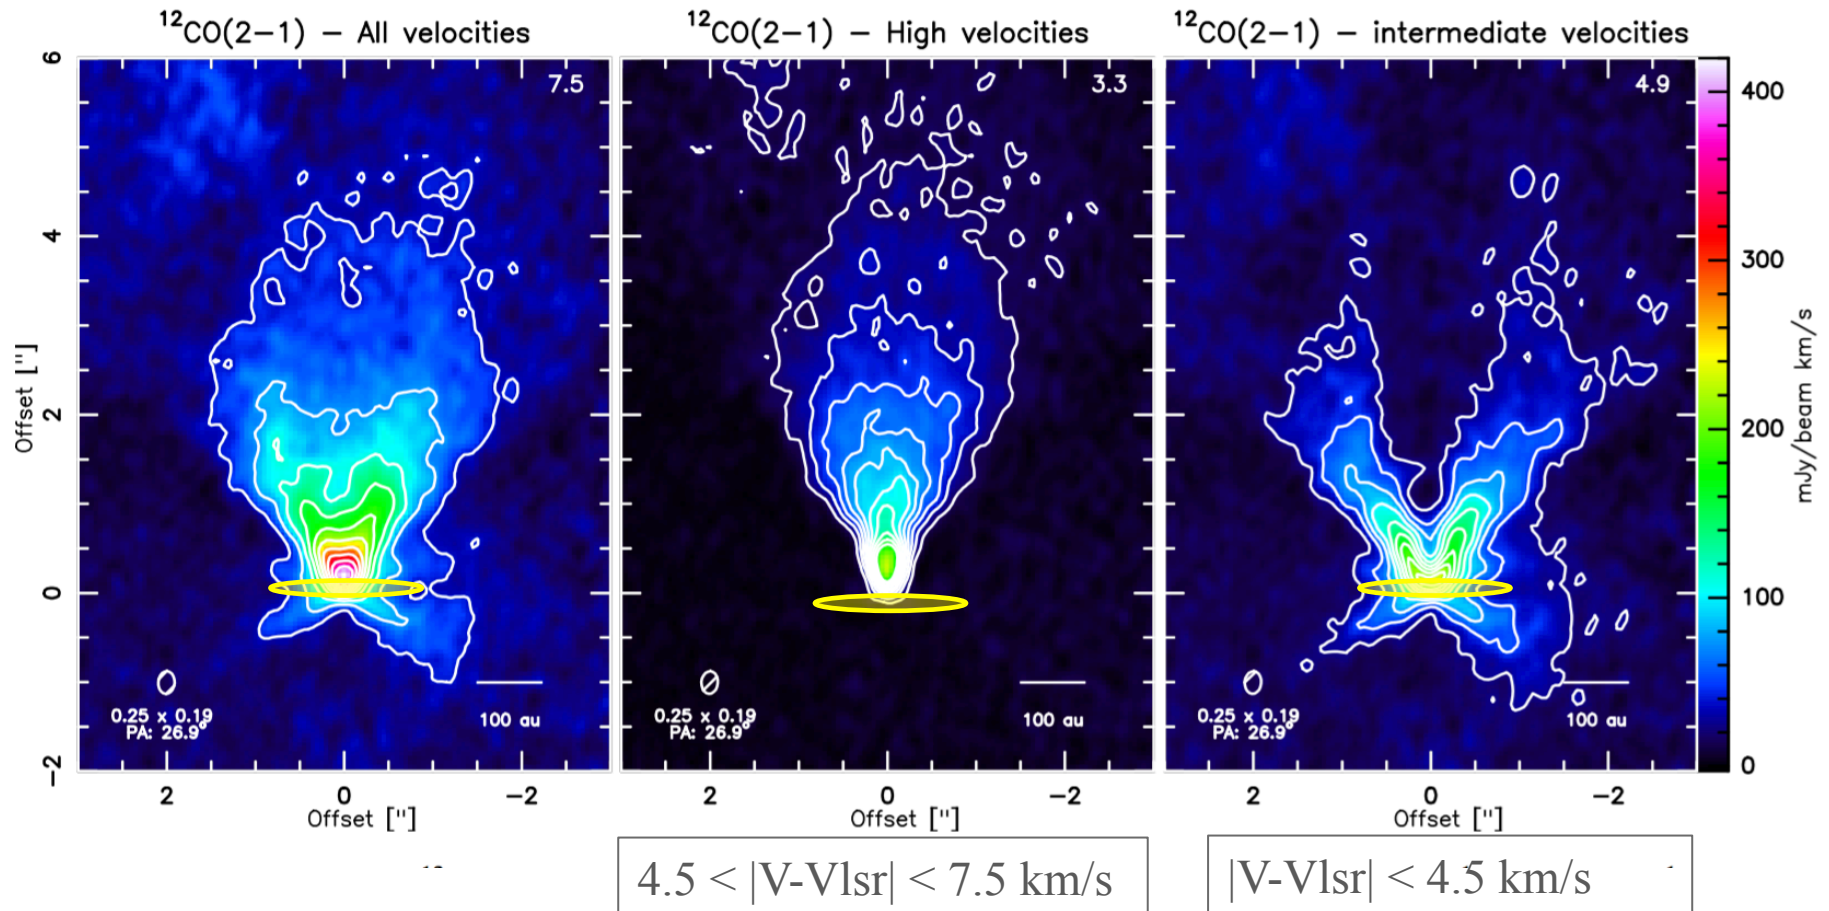 ¹²CO(2−1) − All velocities
¹²CO(2−1) − High velocities
¹²CO(2−1) − intermediate velocities
7.5
3.3
4.9
6
4
2
0
−2
Offset ["]
400
300
200
100
0
mJy/beam km/s
0.25 x 0.19
PA: 26.9°
100 au
0.25 x 0.19
PA: 26.9°
100 au
0.25 x 0.19
PA: 26.9°
100 au
2 0 −2
2 0 −2
2 0 −2
Offset ["]
Offset ["]
Offset ["]
4.5 < |V-Vlsr| < 7.5 km/s
|V-Vlsr| < 4.5 km/s